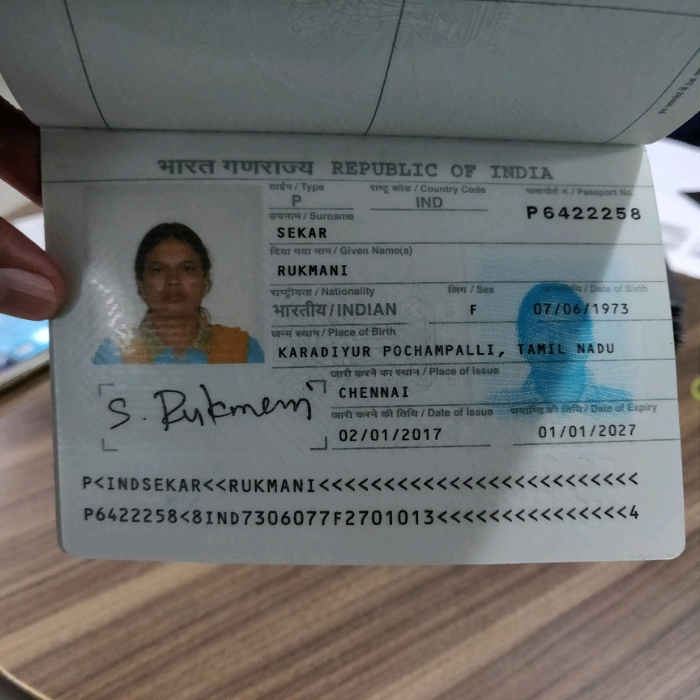 भारत गणराज्य REPUBLIC OF INDIA
टाईप / Type
राष्ट्र कोड / Country Code
पासपोर्ट नं. / Passport No.
P
IND
P6422258
उपनाम / Surname
SEKAR
दिया गया नाम / Given Name(s)
RUKMANI
राष्ट्रीयता / Nationality
लिंग / Sex
जन्मतिथि / Date of Birth
भारतीय / INDIAN
F
07/06/1973
जन्म स्थान / Place of Birth
KARADIYUR POCHAMPALLI, TAMIL NADU
जारी करने का स्थान / Place of Issue
CHENNAI
S. Rukmani
जारी करने की तिथि / Date of Issue
समाप्ति की तिथि / Date of Expiry
02/01/2017
01/01/2027
P<INDSEKAR<<RUKMANI<<<<<<<<<<<<<<<<<<<<<<<<<
P6422258<8IND7306077F2701013<<<<<<<<<<<<<<<4